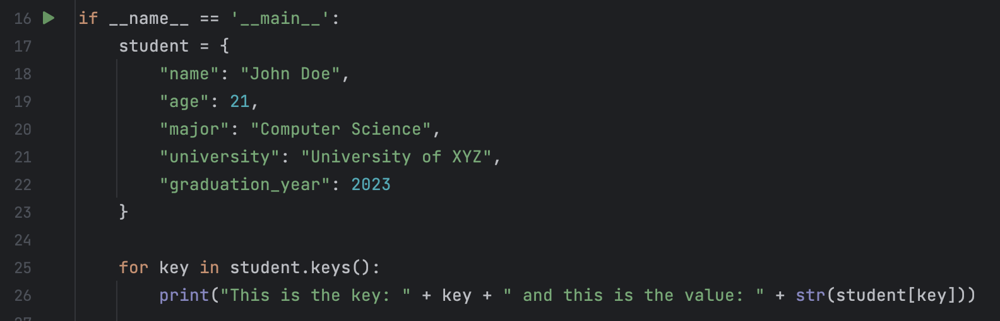 16 if __name__ == '__main__':
17     student = {
18         "name": "John Doe",
19         "age": 21,
20         "major": "Computer Science",
21         "university": "University of XYZ",
22         "graduation_year": 2023
23     }
24
25     for key in student.keys():
26         print("This is the key: " + key + " and this is the value: " + str(student[key]))
27